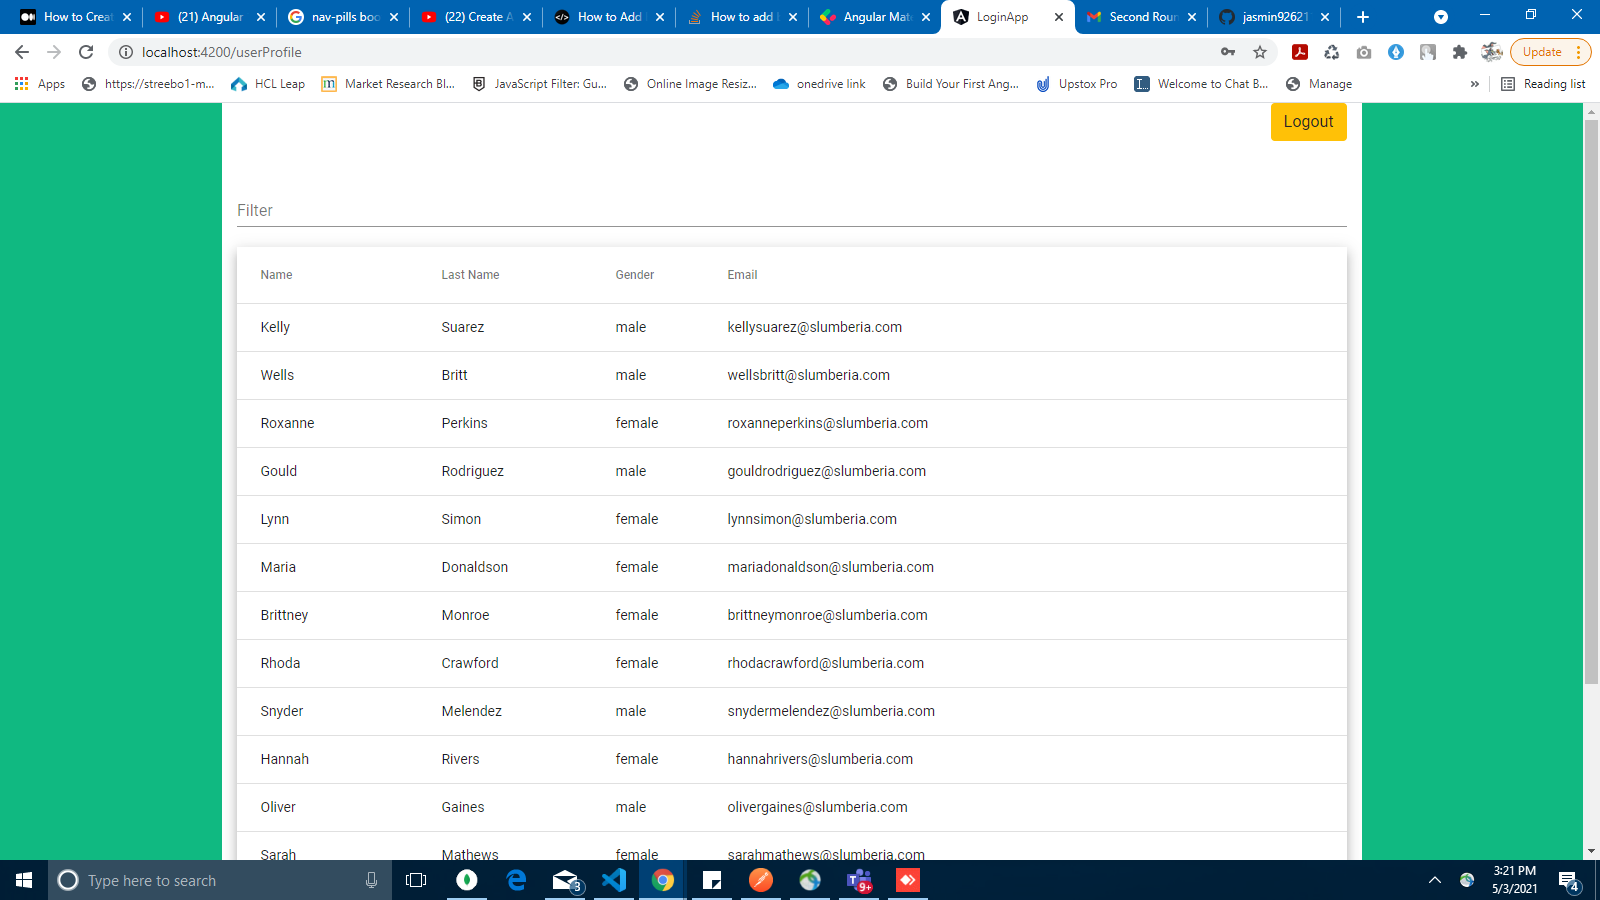 How to Creat (21) Angular nav-pills boo (22) Create A How to Add How to add Angular Mat LoginApp Second Roun jasmin92621
localhost:4200/userProfile Update
Apps https://streebo1-m... HCL Leap Market Research Bl... JavaScript Filter: Gu... Online Image Resiz... onedrive link Build Your First Ang... Upstox Pro Welcome to Chat B... Manage » Reading list
Logout
Filter
Name Last Name Gender Email
Kelly Suarez male kellysuarez@slumberia.com
Wells Britt male wellsbritt@slumberia.com
Roxanne Perkins female roxanneperkins@slumberia.com
Gould Rodriguez male gouldrodriguez@slumberia.com
Lynn Simon female lynnsimon@slumberia.com
Maria Donaldson female mariadonaldson@slumberia.com
Brittney Monroe female brittneymonroe@slumberia.com
Rhoda Crawford female rhodacrawford@slumberia.com
Snyder Melendez male snydermelendez@slumberia.com
Hannah Rivers female hannahrivers@slumberia.com
Oliver Gaines male olivergaines@slumberia.com
Sarah Mathews female sarahmathews@slumberia.com
Type here to search 3 9+ 3:21 PM
5/3/2021 4